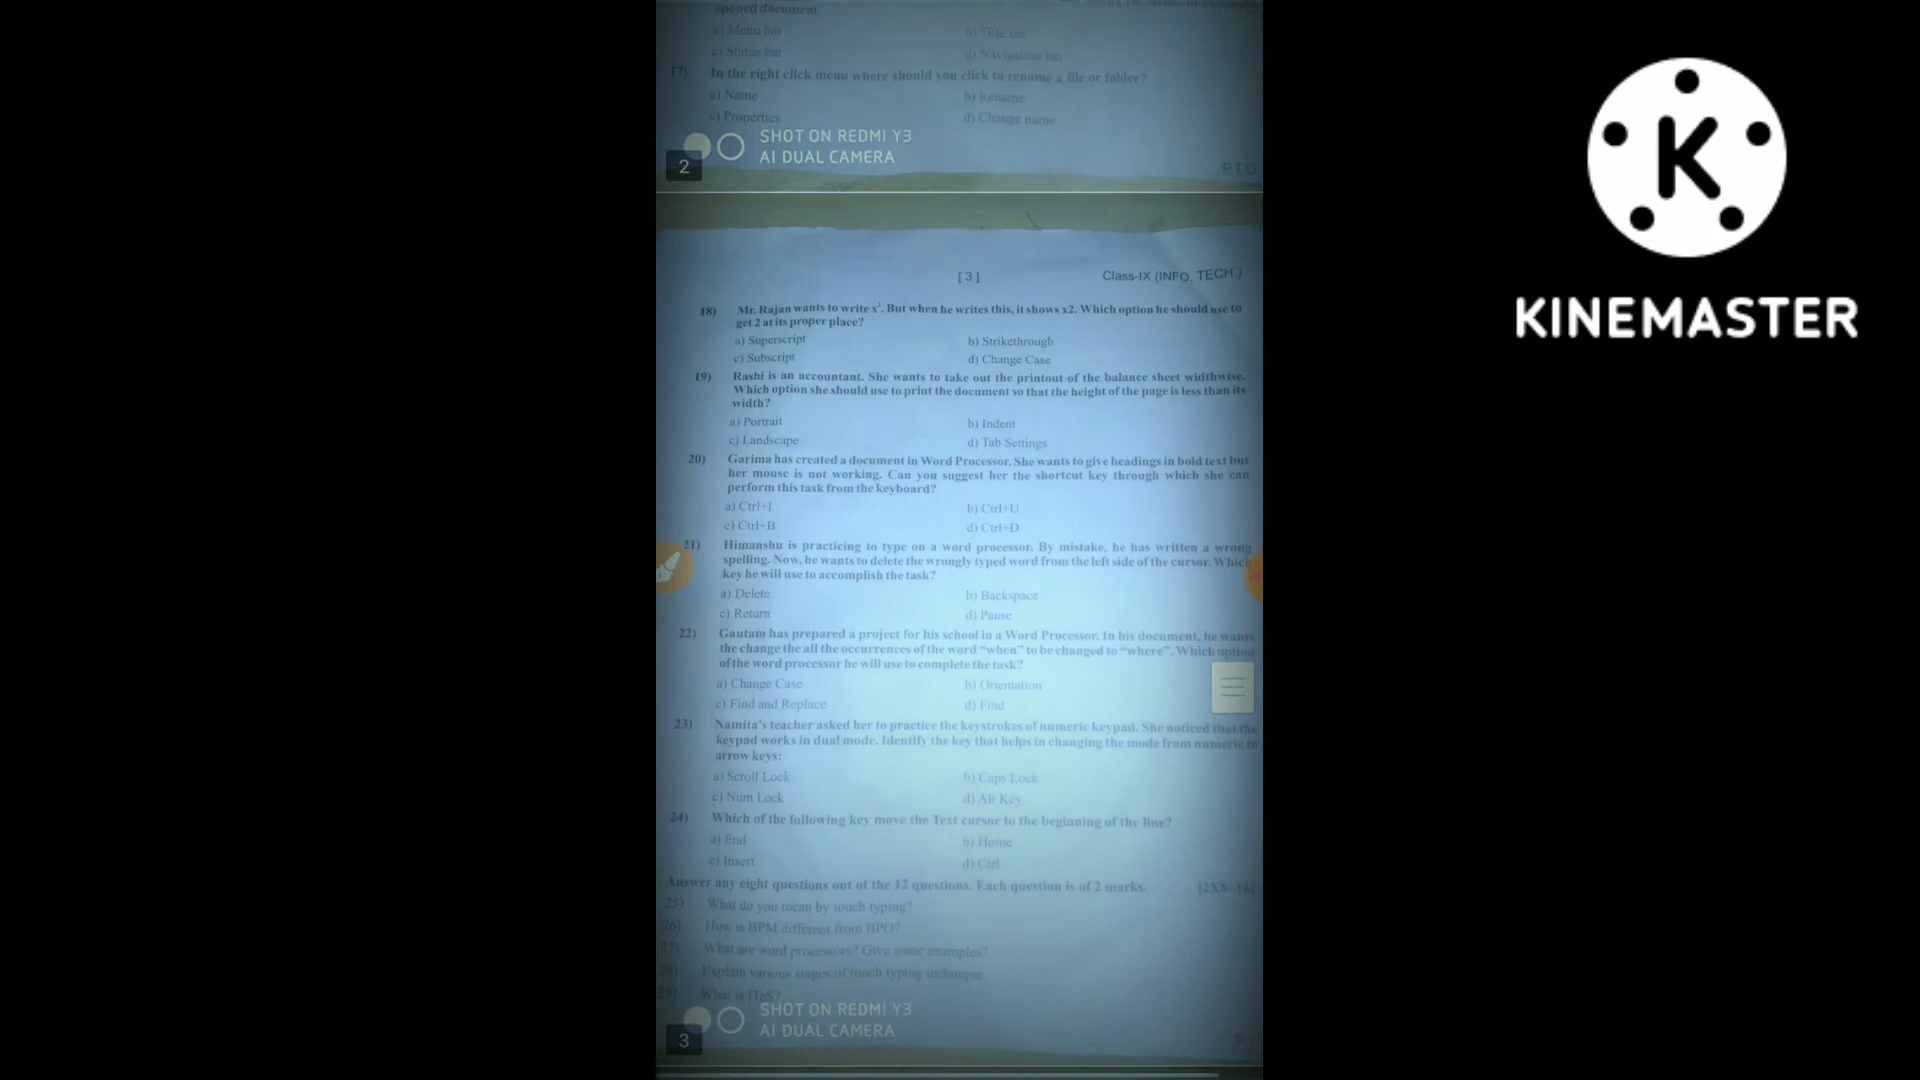 opened document
a) Menu bar b) Title bar
c) Status bar d) Navigation bar
17) In the right click menu where should you click to rename a file or folder?
a) Name b) Rename
c) Properties d) Change name
SHOT ON REDMI Y3
AI DUAL CAMERA
2
P.T.O
[ 3 ] Class-IX (INFO. TECH.)
18) Mr. Rajan wants to write x². But when he writes this, it shows x2. Which option he should use to
get 2 at its proper place?
a) Superscript b) Strikethrough
c) Subscript d) Change Case
19) Rashi is an accountant. She wants to take out the printout of the balance sheet widthwise.
Which option she should use to print the document so that the height of the page is less than its
width?
a) Portrait b) Indent
c) Landscape d) Tab Settings
20) Garima has created a document in Word Processor. She wants to give headings in bold text but
her mouse is not working. Can you suggest her the shortcut key through which she can
perform this task from the keyboard?
a) Ctrl+I b) Ctrl+U
c) Ctrl+B d) Ctrl+D
21) Himanshu is practicing to type on a word processor. By mistake, he has written a wrong
spelling. Now, he wants to delete the wrongly typed word from the left side of the cursor. Which
key he will use to accomplish the task?
a) Delete b) Backspace
c) Return d) Pause
22) Gautam has prepared a project for his school in a Word Processor. In his document, he wants
the change the all the occurrences of the word “when” to be changed to “where”. Which option
of the word processor he will use to complete the task?
a) Change Case b) Orientation
c) Find and Replace d) Find
23) Namita's teacher asked her to practice the keystrokes of numeric keypad. She noticed that the
keypad works in dual mode. Identify the key that helps in changing the mode from numeric to
arrow keys:
a) Scroll Lock b) Caps Lock
c) Num Lock d) Alt Key
24) Which of the following key move the Text cursor to the beginning of the line?
a) End b) Home
c) Insert d) Ctrl
Answer any eight questions out of the 12 questions. Each question is of 2 marks. [2X8=16]
25) What do you mean by touch typing?
26) How is BPM different from BPO?
27) What are word processors? Give some examples?
28) Explain various stages of touch typing technique.
29) What is ITeS?
SHOT ON REDMI Y3
AI DUAL CAMERA
3
K
KINEMASTER